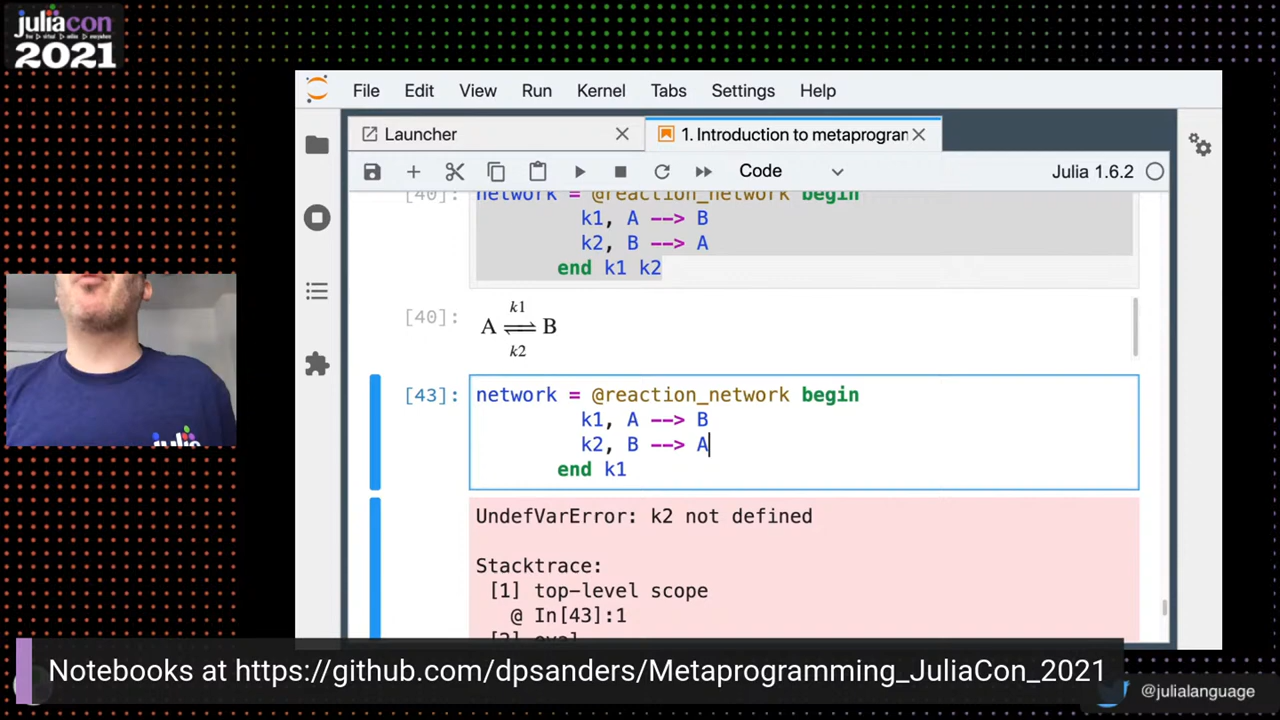 juliacon
2021
File Edit View Run Kernel Tabs Settings Help
Launcher
1. Introduction to metaprogram
Code
Julia 1.6.2
[40]: network = @reaction_network begin
k1, A --> B
k2, B --> A
end k1 k2
k1
[40]: A ⇌ B
k2
[43]: network = @reaction_network begin
k1, A --> B
k2, B --> A
end k1
UndefVarError: k2 not defined
Stacktrace:
[1] top-level scope
@ In[43]:1
[2] eval
Notebooks at https://github.com/dpsanders/Metaprogramming_JuliaCon_2021
@julialanguage